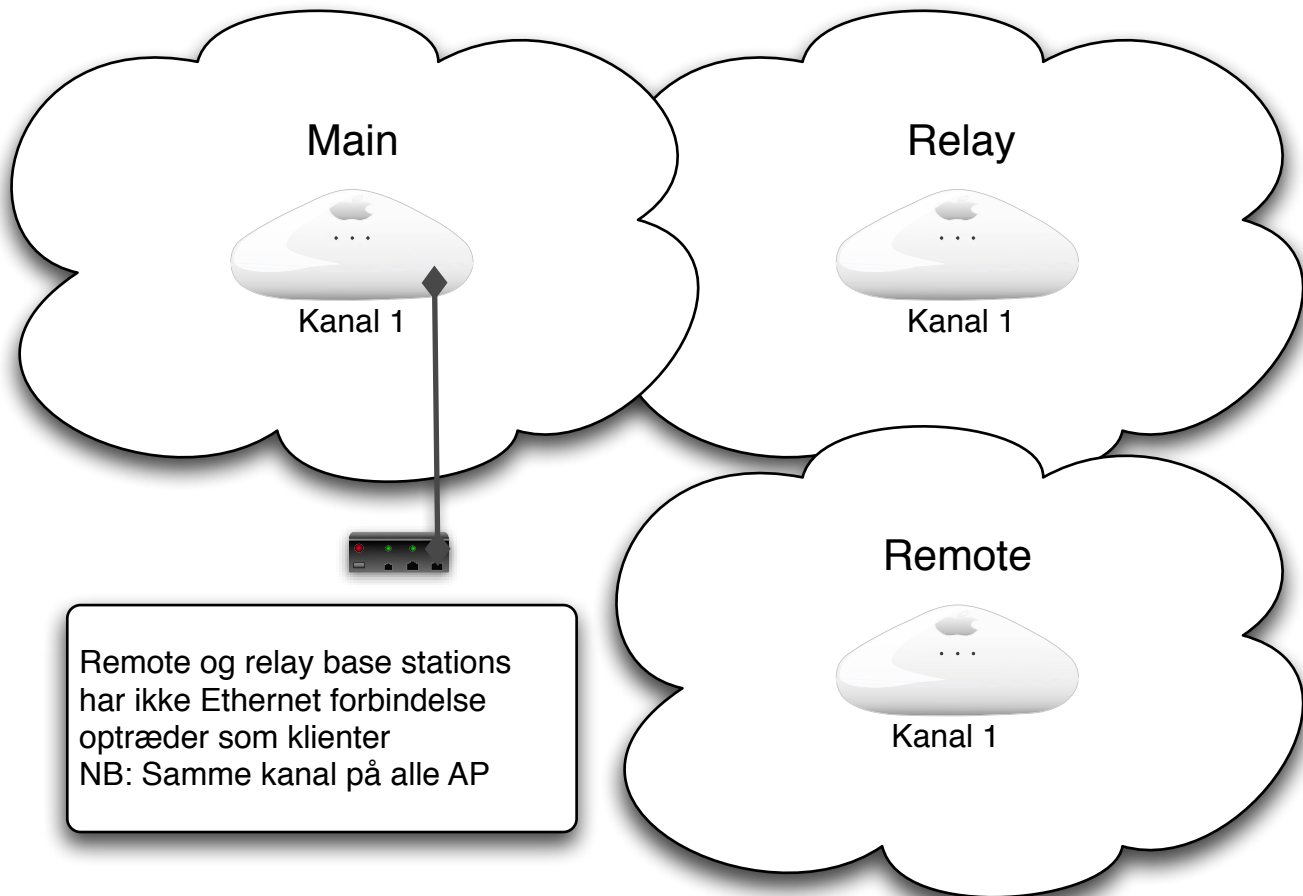 Main
Kanal 1
Relay
Kanal 1
Remote
Kanal 1
Remote og relay base stations
har ikke Ethernet forbindelse
optræder som klienter
NB: Samme kanal på alle AP